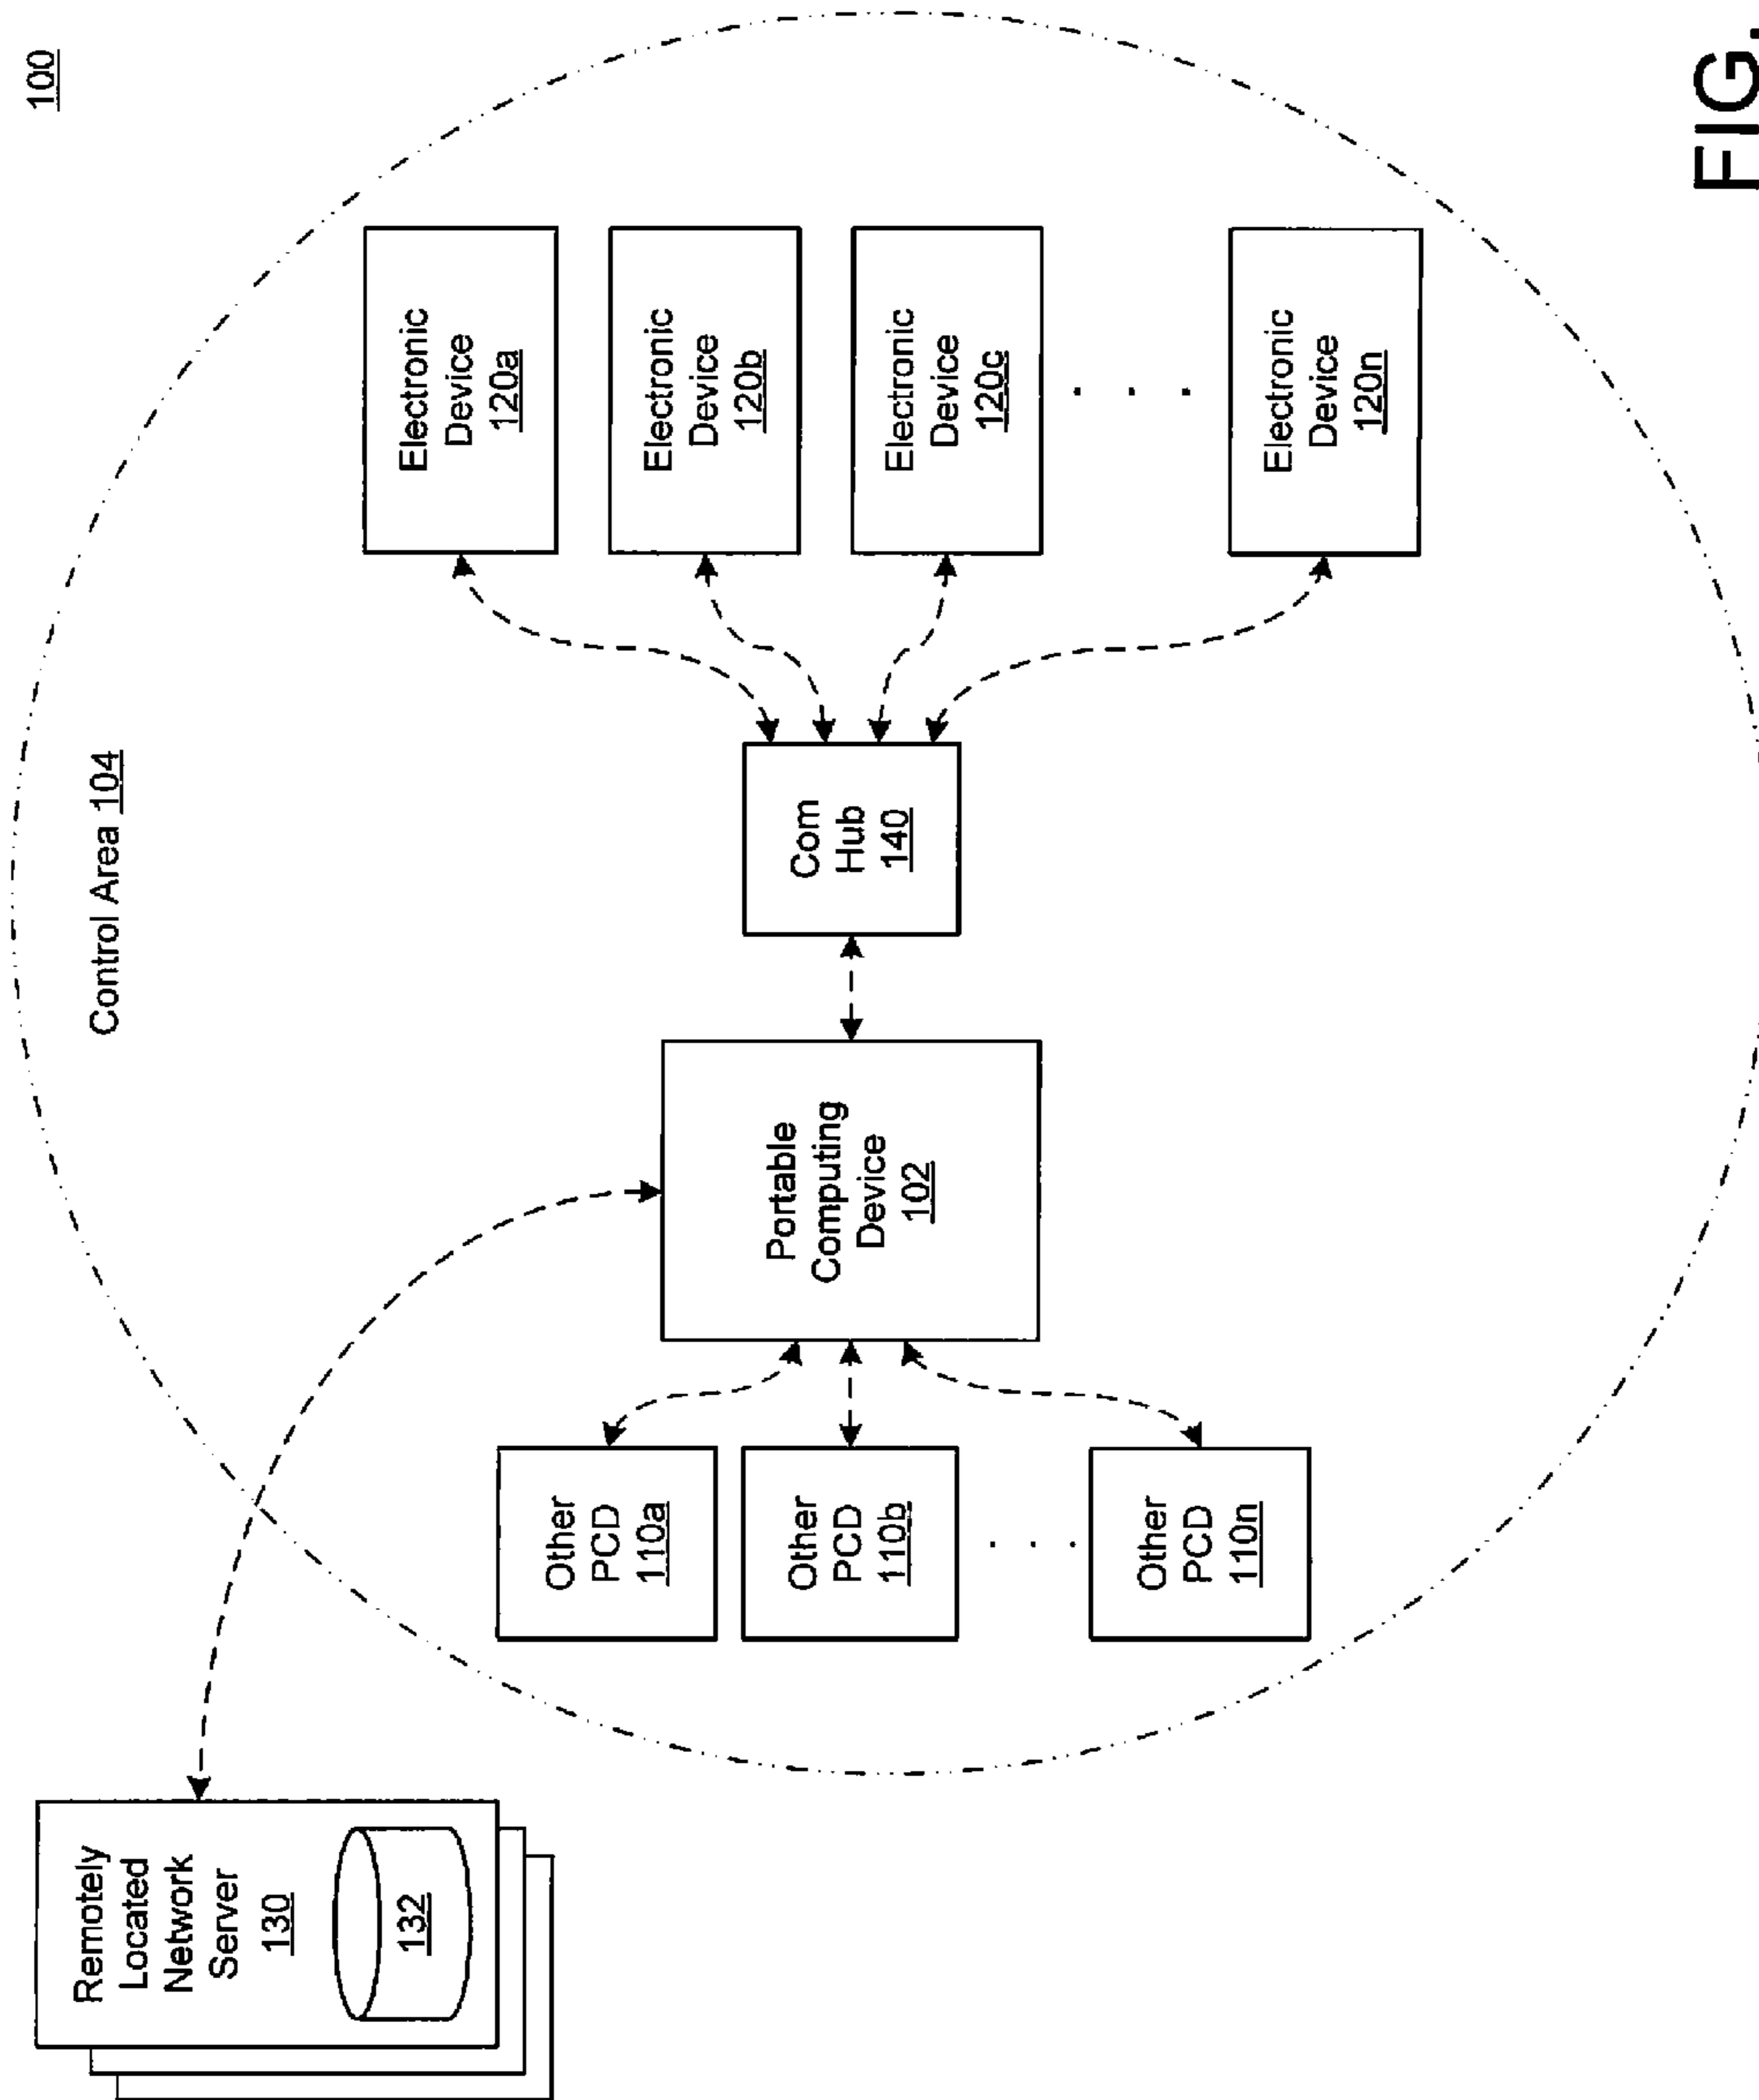 100
Control Area 104
Remotely
Located
Network
Server
130
132
Other
PCD
110a
Other
PCD
110b
. . .
Other
PCD
110n
Portable
Computing
Device
102
Com
Hub
140
Electronic
Device
120a
Electronic
Device
120b
Electronic
Device
120c
. . . .
Electronic
Device
120n
FIG.